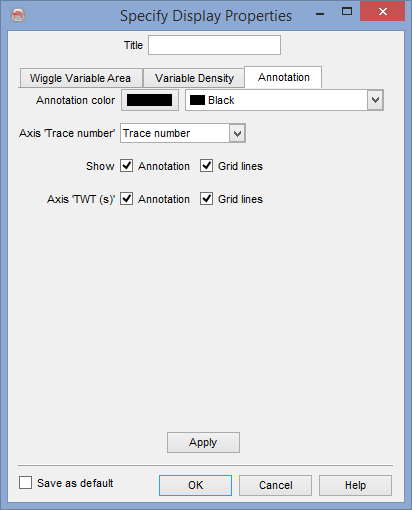 Specify Display Properties
Title
Wiggle Variable Area Variable Density Annotation
Annotation color Black
Axis 'Trace number' Trace number
Show Annotation Grid lines
Axis 'TWT (s)' Annotation Grid lines
Apply
Save as default OK Cancel Help